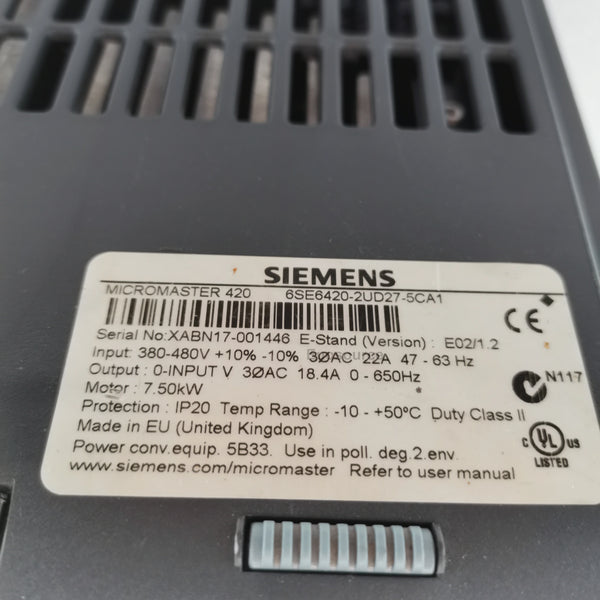 SIEMENS
MICROMASTER 420 6SE6420-2UD27-5CA1
Serial No:XABN17-001446 E-Stand (Version) : E02/1.2
Input: 380-480V +10% -10% 3ØAC 22A 47 - 63 Hz
Output : 0-INPUT V 3ØAC 18.4A 0 - 650Hz
Motor : 7.50kW
Protection : IP20 Temp Range : -10 - +50°C Duty Class II
Made in EU (United Kingdom)
Power conv.equip. 5B33. Use in poll. deg.2.env.
www.siemens.com/micromaster Refer to user manual
CE
N117
C UL US
LISTED